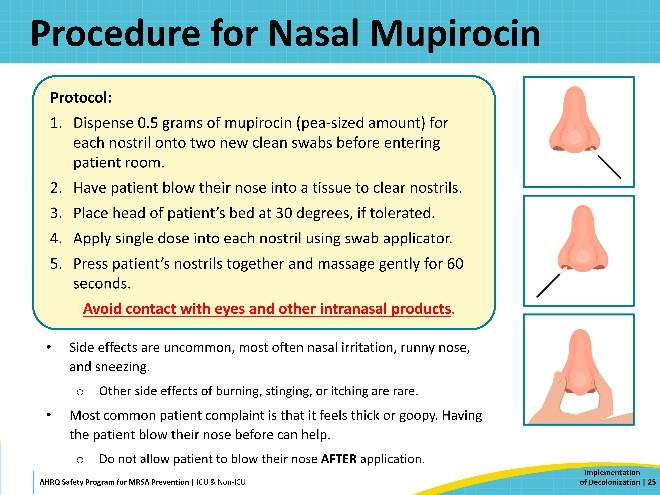 Procedure for Nasal Mupirocin
Protocol:
1. Dispense 0.5 grams of mupirocin (pea-sized amount) for
each nostril onto two new clean swabs before entering
patient room.
2. Have patient blow their nose into a tissue to clear nostrils.
3. Place head of patient's bed at 30 degrees, if tolerated.
4. Apply single dose into each nostril using swab applicator.
5. Press patient's nostrils together and massage gently for 60
seconds.
Avoid contact with eyes and other intranasal products.
• Side effects are uncommon, most often nasal irritation, runny nose,
and sneezing.
o Other side effects of burning, stinging, or itching are rare.
• Most common patient complaint is that it feels thick or goopy. Having
the patient blow their nose before can help.
o Do not allow patient to blow their nose AFTER application.
AHRQ Safety Program for MRSA Prevention | ICU & Non-ICU
Implementation
of Decolonization | 25